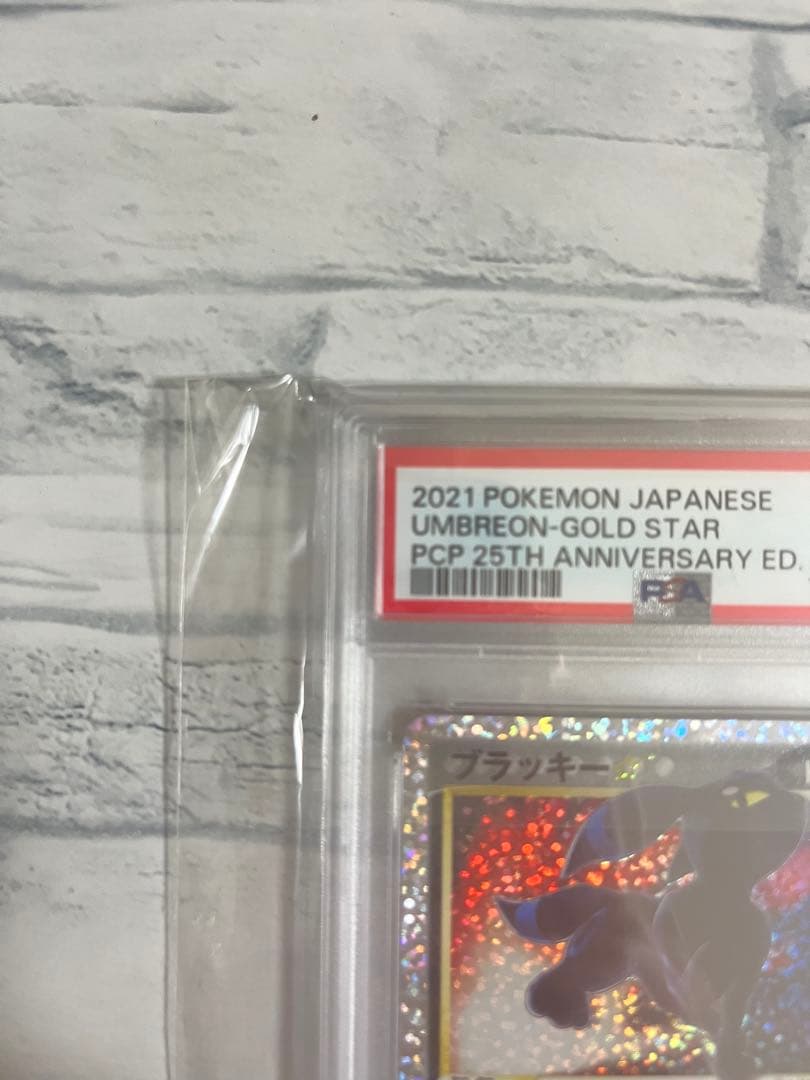 2021 POKEMON JAPANESE
UMBREON-GOLD STAR
PCP 25TH ANNIVERSARY ED.
PSA
ブラッキー☆